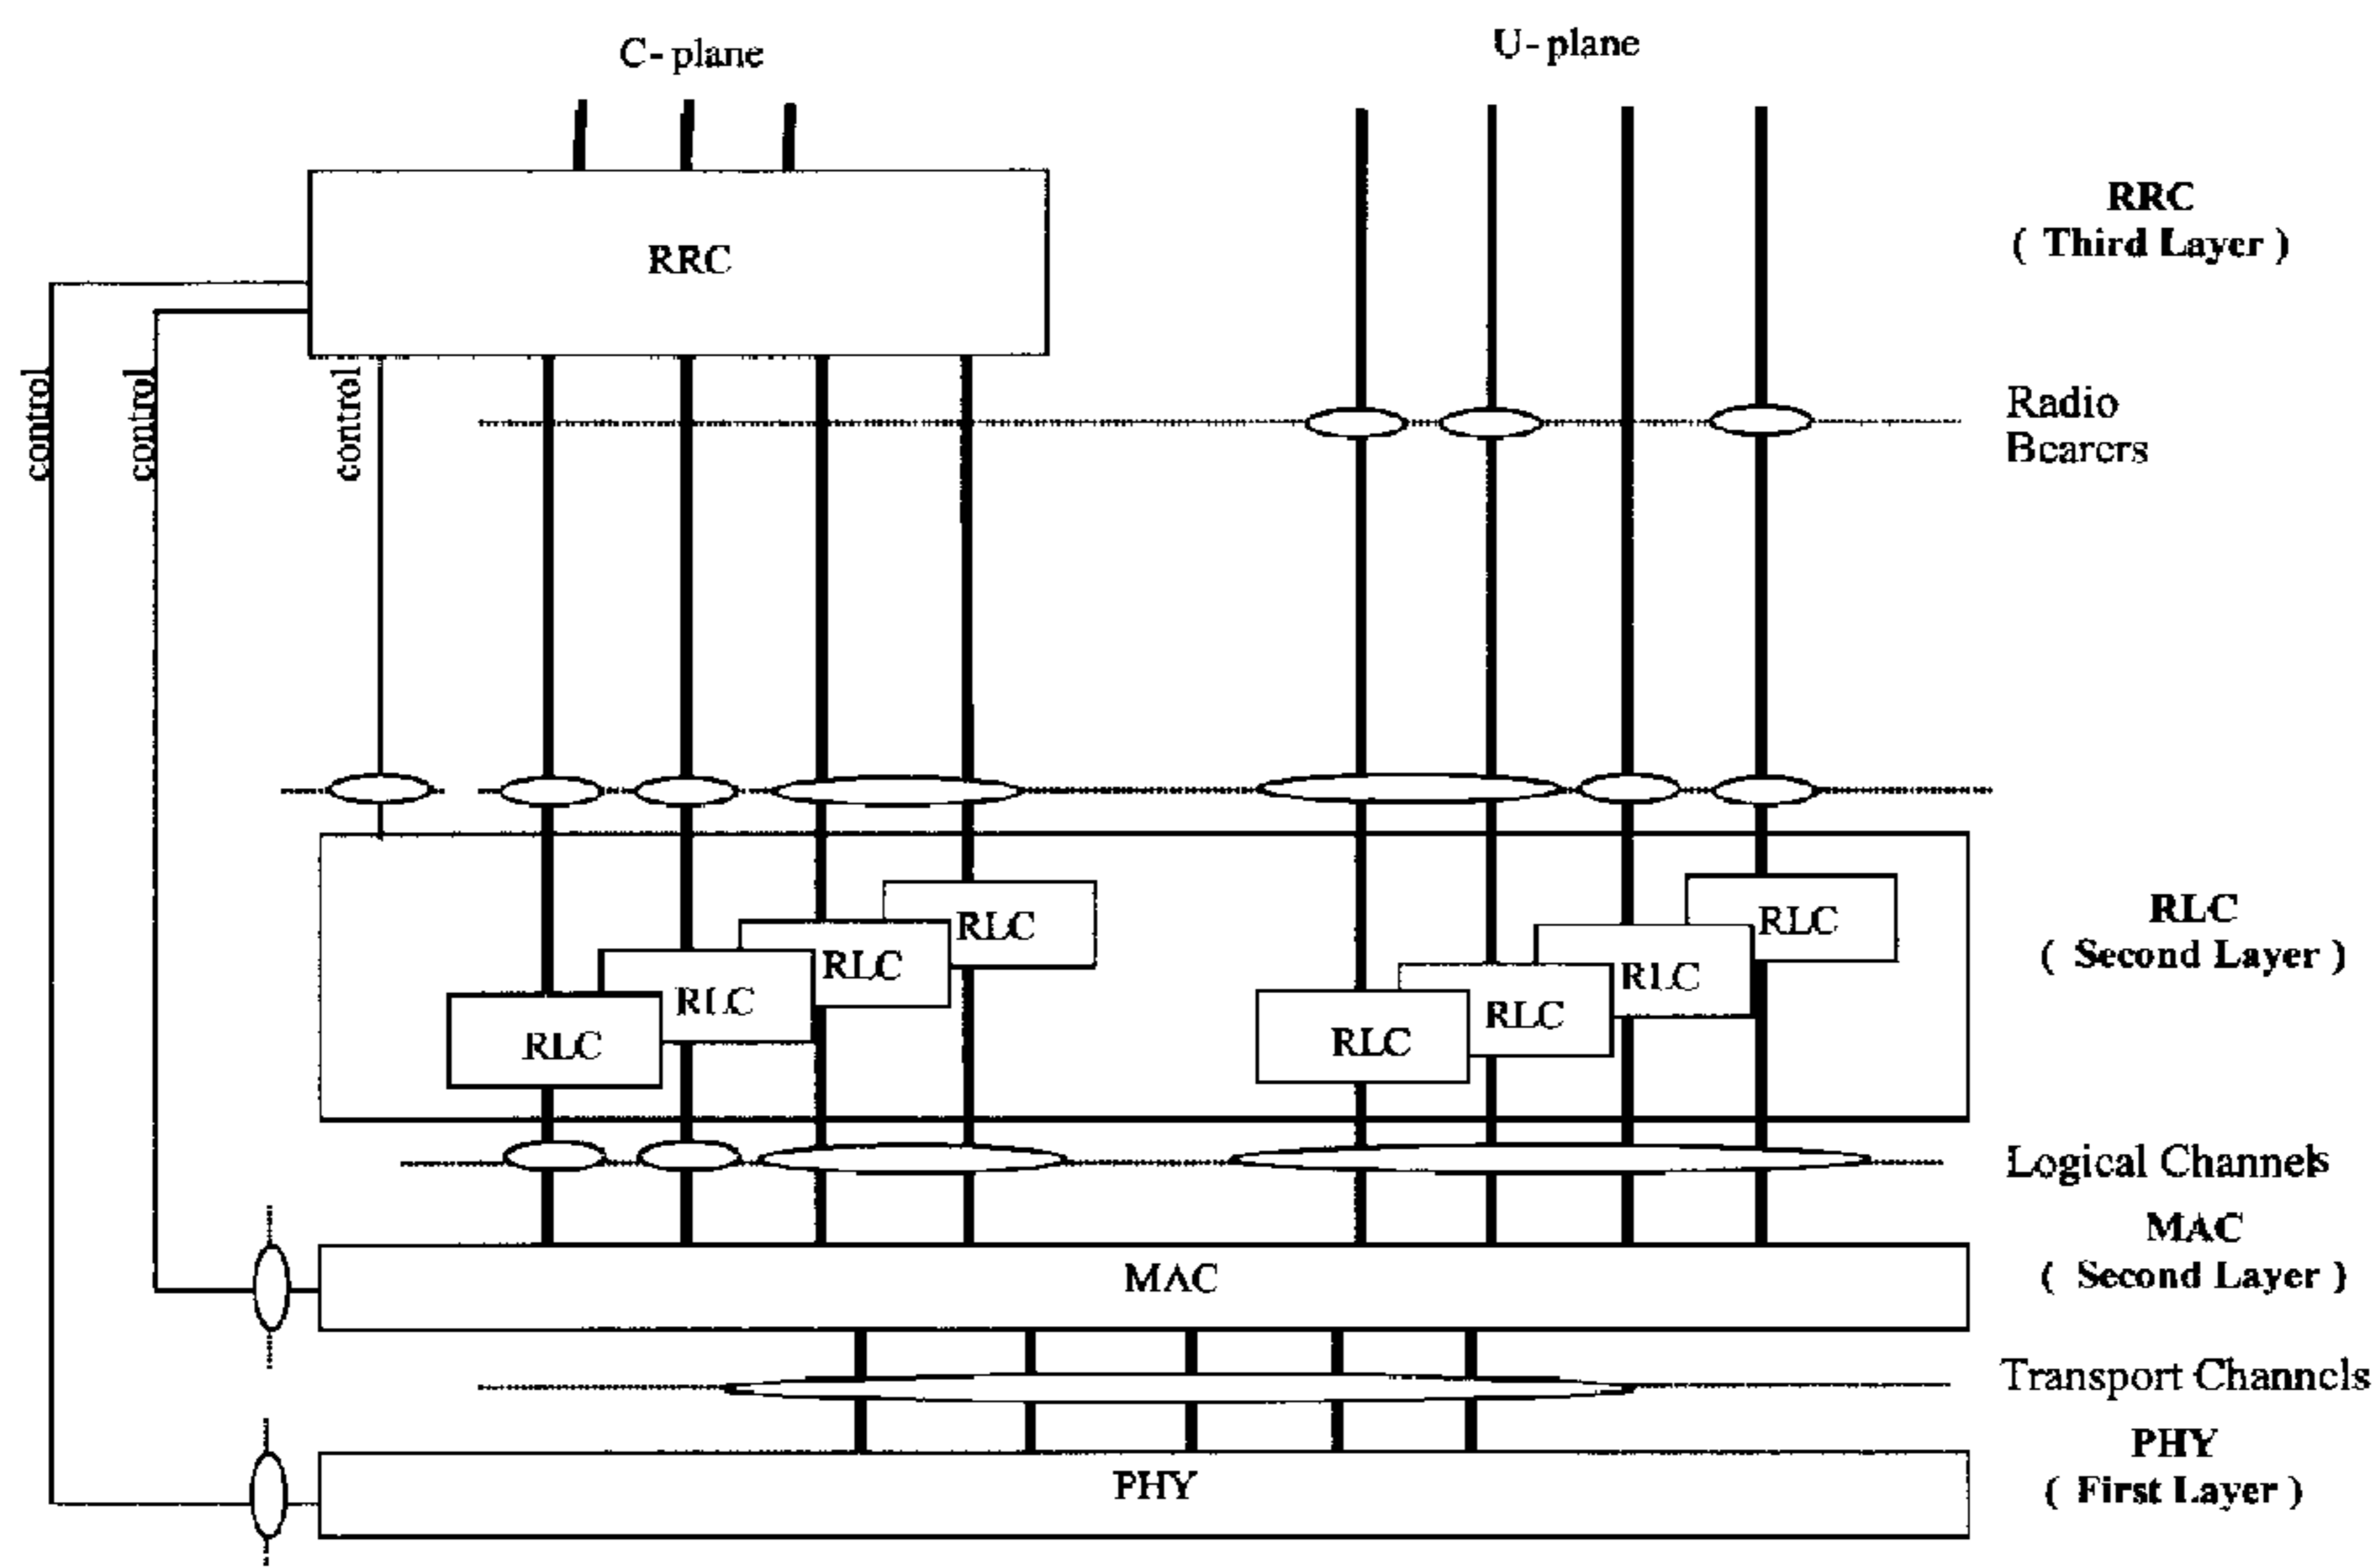 C-plane
U-plane
RRC
RRC
( Third Layer )
control
control
control
Radio
Bearers
RLC
RLC
RLC
RLC
RLC
RLC
RLC
RLC
RLC
( Second Layer )
Logical Channels
MAC
MAC
( Second Layer )
Transport Channels
PHY
PHY
( First Layer )